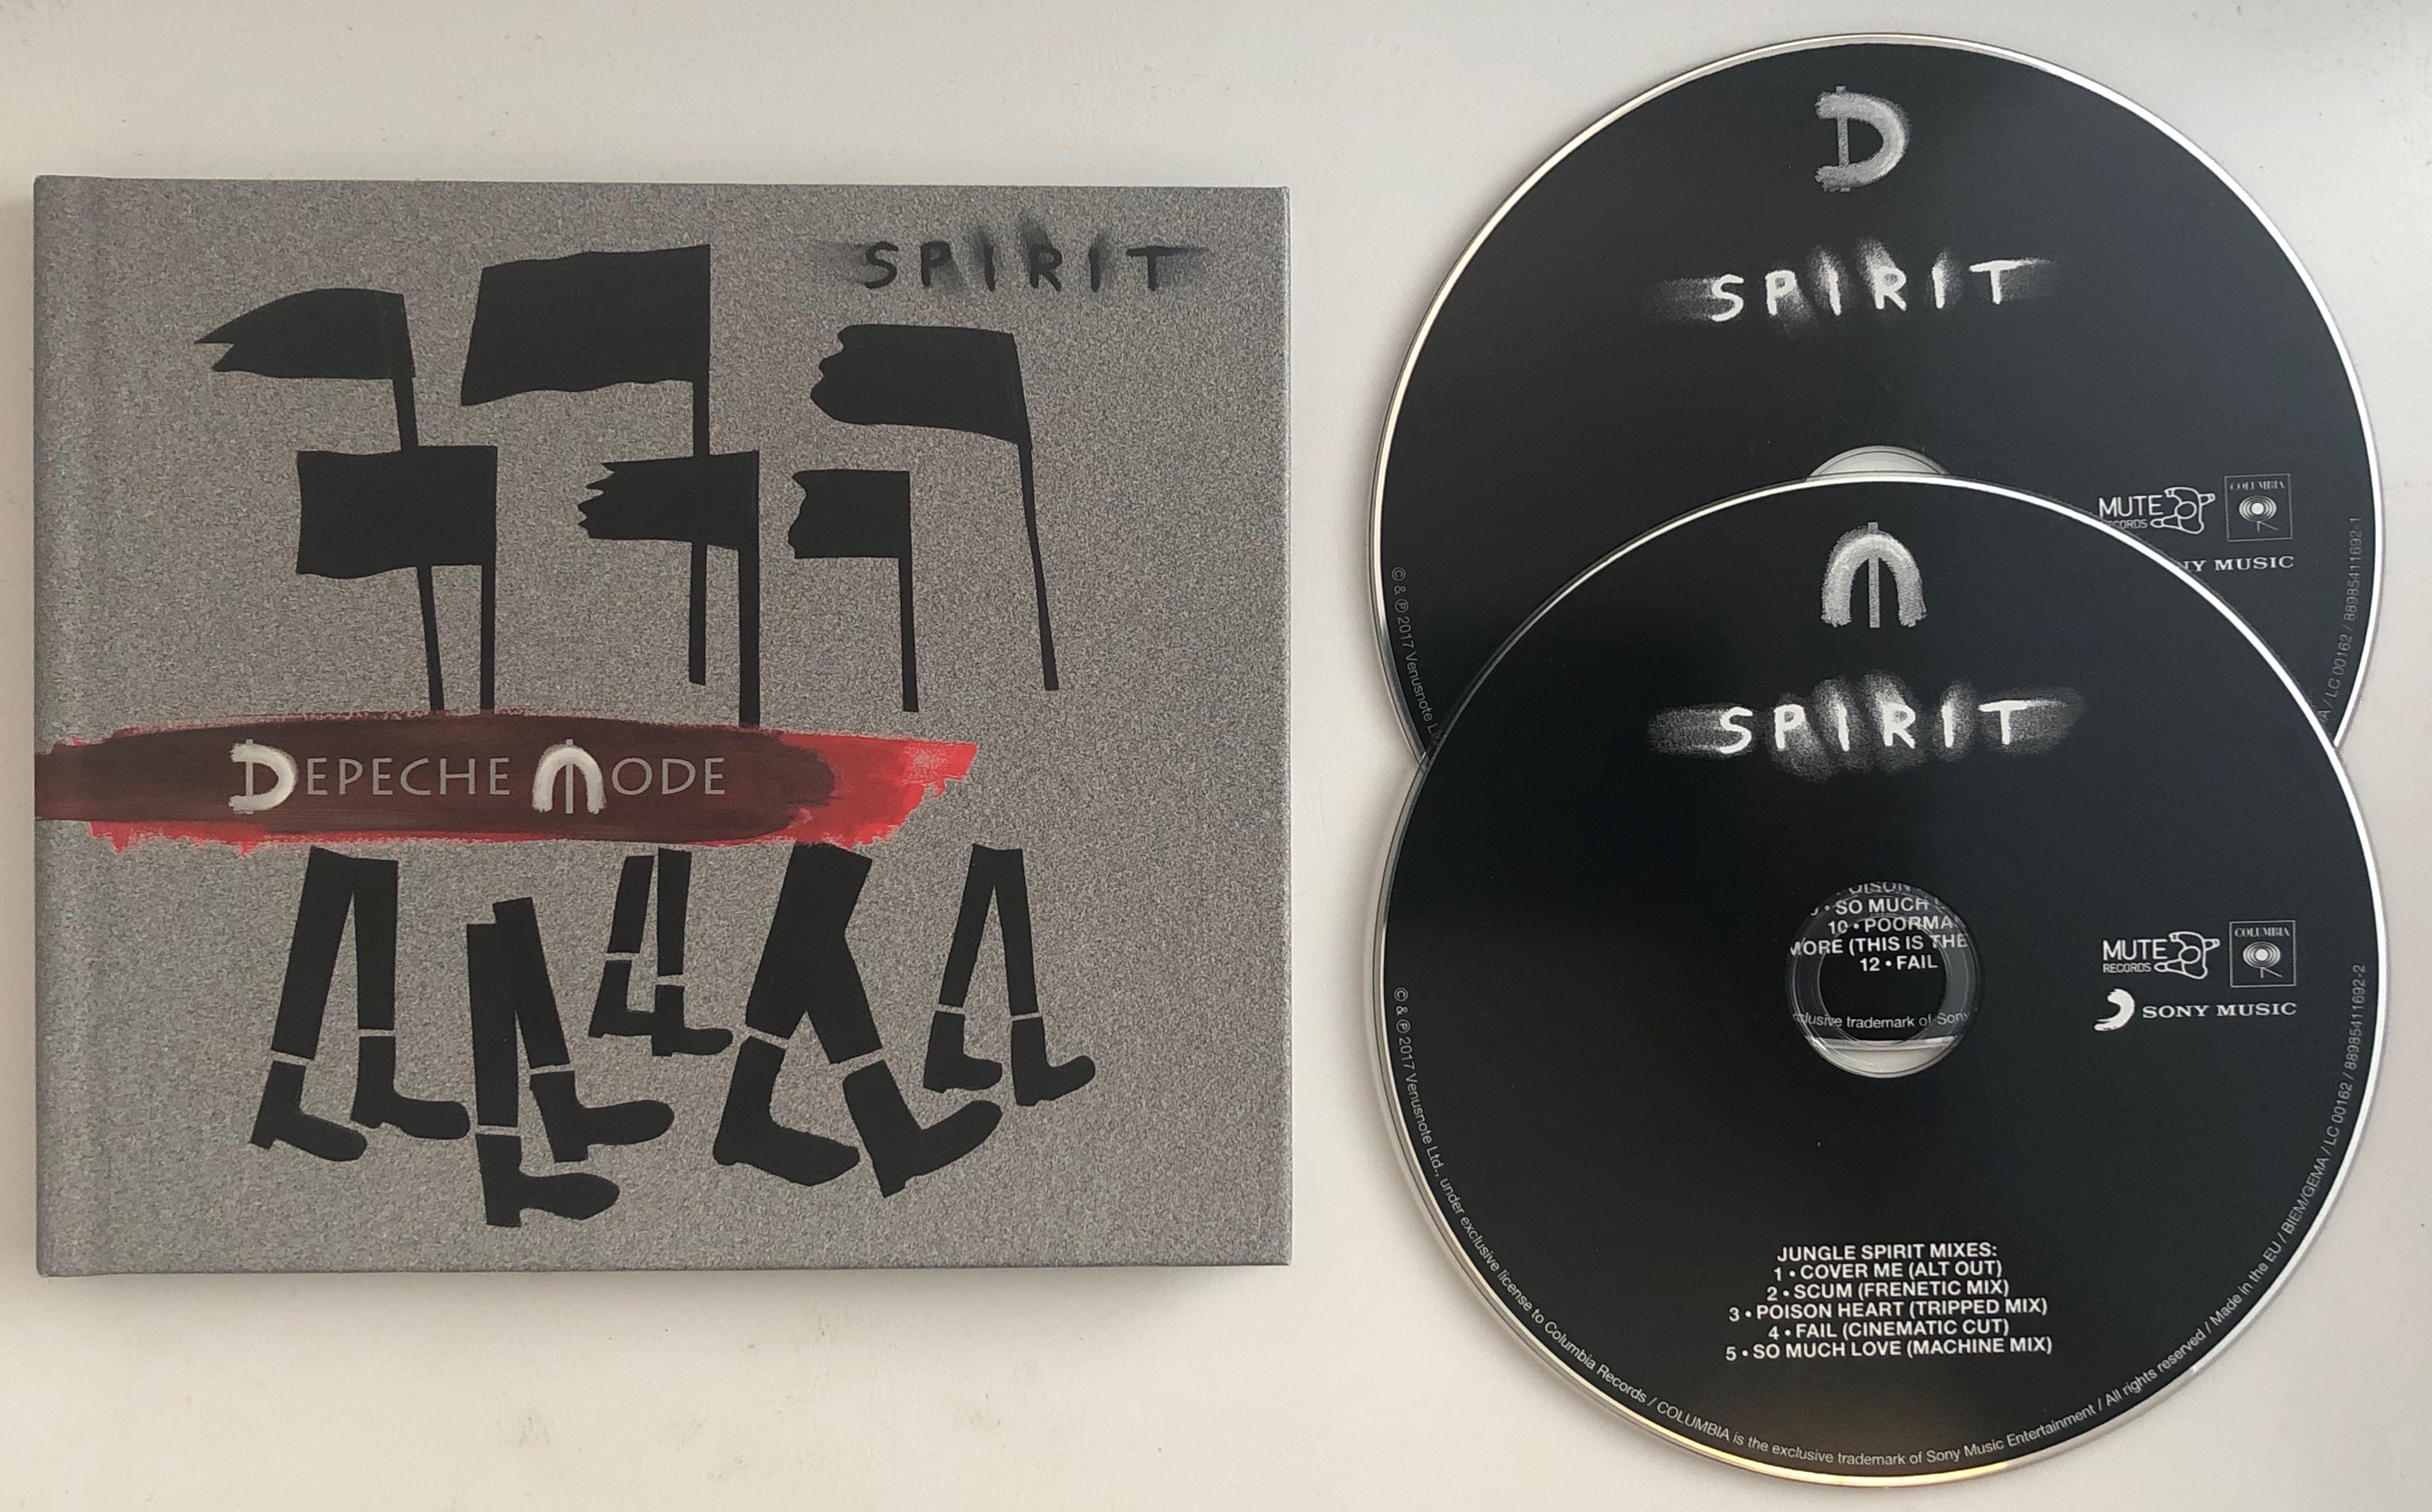 SPIRIT
DEPECHE MODE
D
SPIRIT
MUTE
COLUMBIA
NY MUSIC
© & ℗ 2017 Venusnote L
A / LC 00162 / 88985411692-1
M
SPIRIT
SO MUCH
10 • POORMA
MORE (THIS IS THE
12 • FAIL
clusive trademark of Sony
MUTE
RECORDS
COLUMBIA
SONY MUSIC
JUNGLE SPIRIT MIXES:
1 • COVER ME (ALT OUT)
2 • SCUM (FRENETIC MIX)
3 • POISON HEART (TRIPPED MIX)
4 • FAIL (CINEMATIC CUT)
5 • SO MUCH LOVE (MACHINE MIX)
© & ℗ 2017 Venusnote Ltd., under exclusive license to Columbia Records / COLUMBIA is the exclusive trademark of Sony Music Entertainment / All rights reserved / Made in the EU / BIEM/GEMA / LC 00162 / 88985411692-2